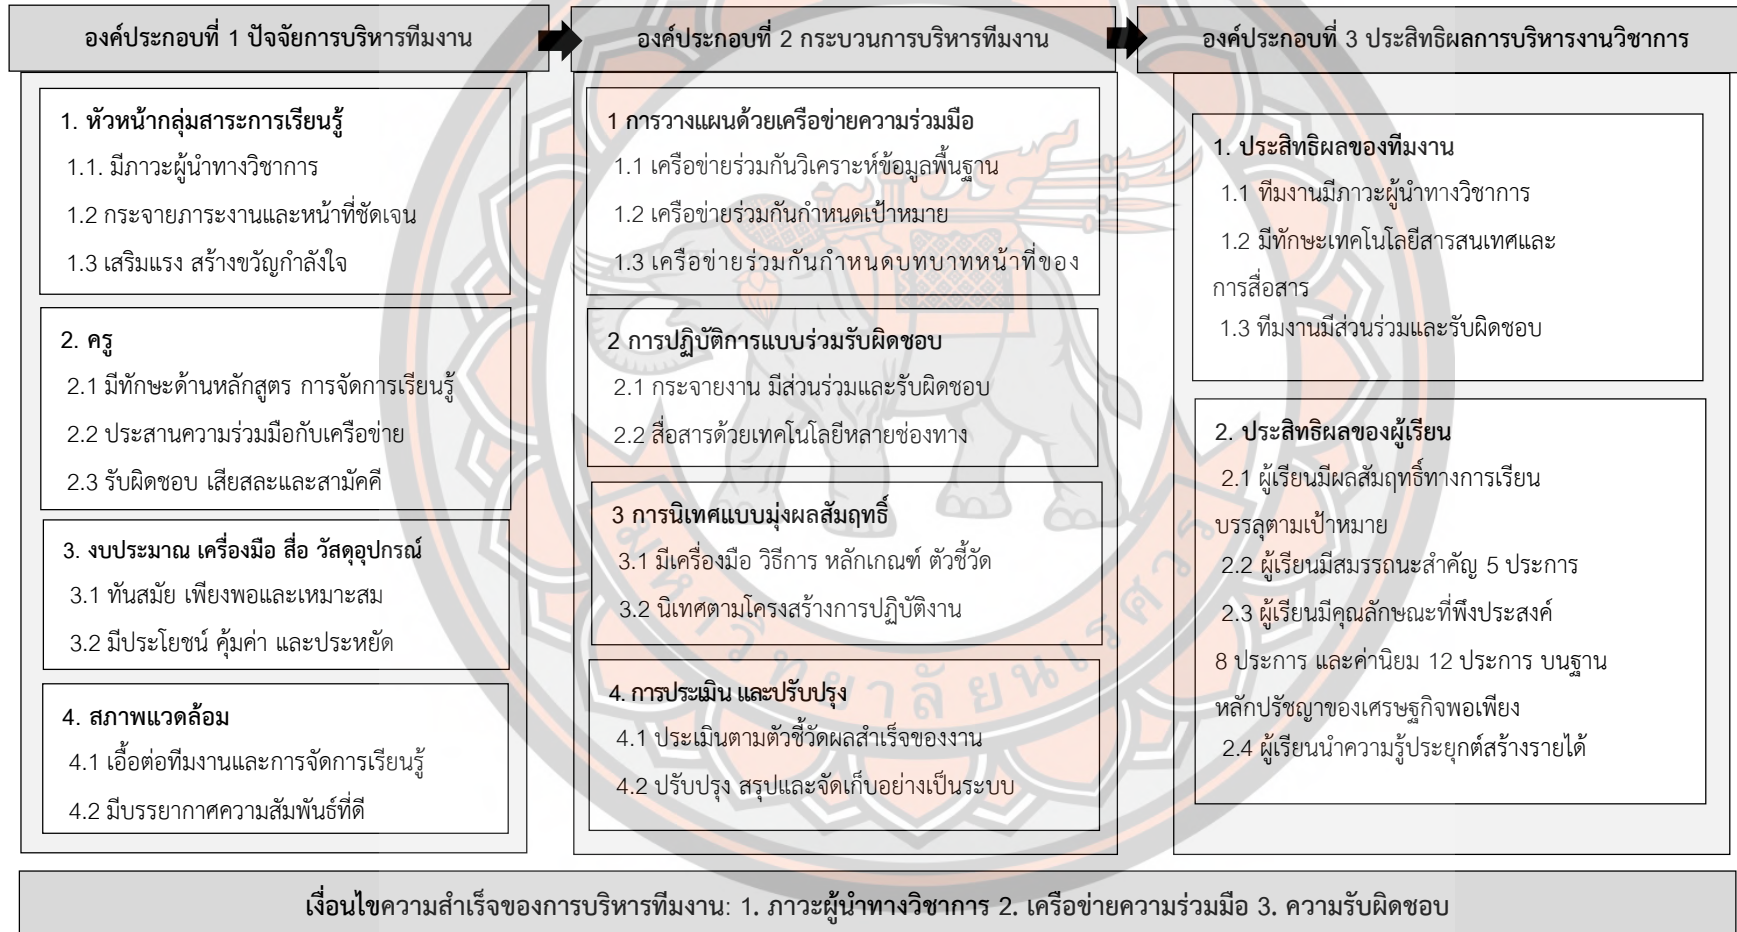 องค์ประกอบที่ 1 ปัจจัยการบริหารทีมงาน
องค์ประกอบที่ 2 กระบวนการบริหารทีมงาน
องค์ประกอบที่ 3 ประสิทธิผลการบริหารงานวิชาการ
1. หัวหน้ากลุ่มสาระการเรียนรู้
1.1. มีภาวะผู้นำทางวิชาการ
1.2 กระจายภาระงานและหน้าที่ชัดเจน
1.3 เสริมแรง สร้างขวัญกำลังใจ
2. ครู
2.1 มีทักษะด้านหลักสูตร การจัดการเรียนรู้
2.2 ประสานความร่วมมือกับเครือข่าย
2.3 รับผิดชอบ เสียสละและสามัคคี
3. งบประมาณ เครื่องมือ สื่อ วัสดุอุปกรณ์
3.1 ทันสมัย เพียงพอและเหมาะสม
3.2 มีประโยชน์ คุ้มค่า และประหยัด
4. สภาพแวดล้อม
4.1 เอื้อต่อทีมงานและการจัดการเรียนรู้
4.2 มีบรรยากาศความสัมพันธ์ที่ดี
1 การวางแผนด้วยเครือข่ายความร่วมมือ
1.1 เครือข่ายร่วมกันวิเคราะห์ข้อมูลพื้นฐาน
1.2 เครือข่ายร่วมกันกำหนดเป้าหมาย
1.3 เครือข่ายร่วมกันกำหนดบทบาทหน้าที่ของ
2 การปฏิบัติการแบบร่วมรับผิดชอบ
2.1 กระจายงาน มีส่วนร่วมและรับผิดชอบ
2.2 สื่อสารด้วยเทคโนโลยีหลายช่องทาง
3 การนิเทศแบบมุ่งผลสัมฤทธิ์
3.1 มีเครื่องมือ วิธีการ หลักเกณฑ์ ตัวชี้วัด
3.2 นิเทศตามโครงสร้างการปฏิบัติงาน
4. การประเมิน และปรับปรุง
4.1 ประเมินตามตัวชี้วัดผลสำเร็จของงาน
4.2 ปรับปรุง สรุปและจัดเก็บอย่างเป็นระบบ
1. ประสิทธิผลของทีมงาน
1.1 ทีมงานมีภาวะผู้นำทางวิชาการ
1.2 มีทักษะเทคโนโลยีสารสนเทศและ
การสื่อสาร
1.3 ทีมงานมีส่วนร่วมและรับผิดชอบ
2. ประสิทธิผลของผู้เรียน
2.1 ผู้เรียนมีผลสัมฤทธิ์ทางการเรียน
บรรลุตามเป้าหมาย
2.2 ผู้เรียนมีสมรรถนะสำคัญ 5 ประการ
2.3 ผู้เรียนมีคุณลักษณะที่พึงประสงค์
8 ประการ และค่านิยม 12 ประการ บนฐาน
หลักปรัชญาของเศรษฐกิจพอเพียง
2.4 ผู้เรียนนำความรู้ประยุกต์สร้างรายได้
มหาวิทยาลัยนเรศวร
เงื่อนไขความสำเร็จของการบริหารทีมงาน: 1. ภาวะผู้นำทางวิชาการ 2. เครือข่ายความร่วมมือ 3. ความรับผิดชอบ